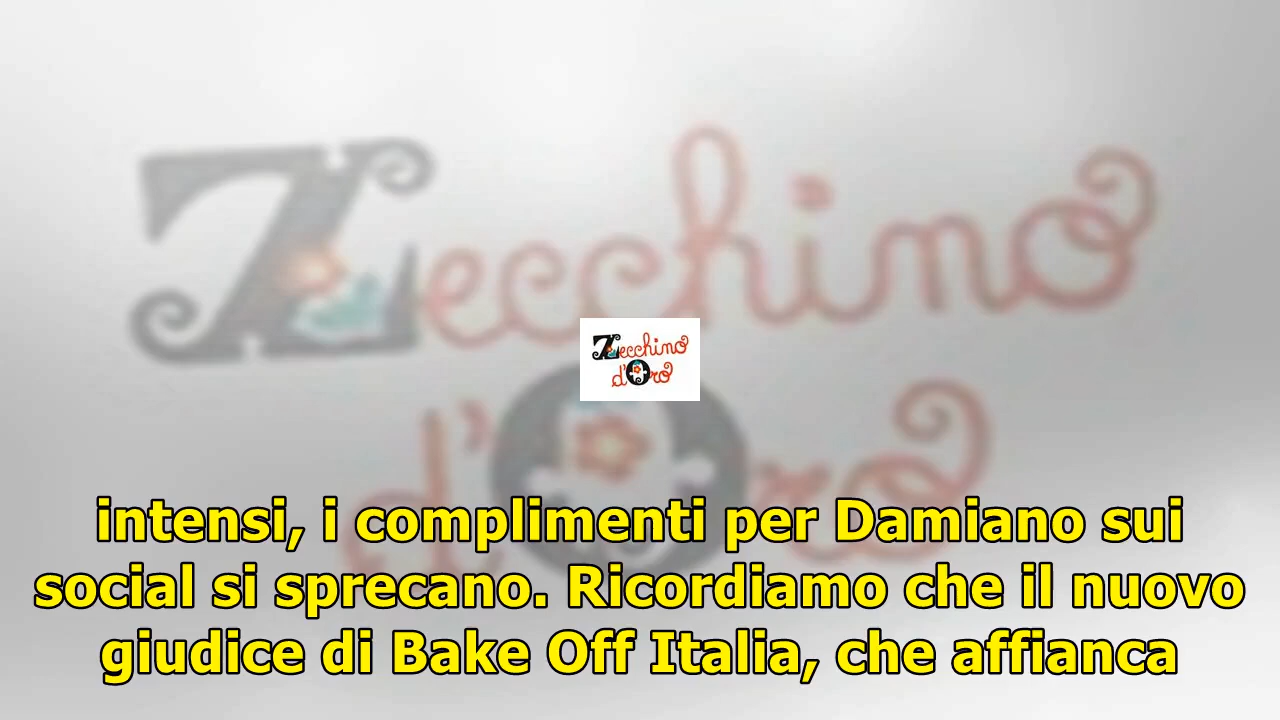 Zecchino
d'Oro
Zecchino
d'Oro
intensi, i complimenti per Damiano sui
social si sprecano. Ricordiamo che il nuovo
giudice di Bake Off Italia, che affianca